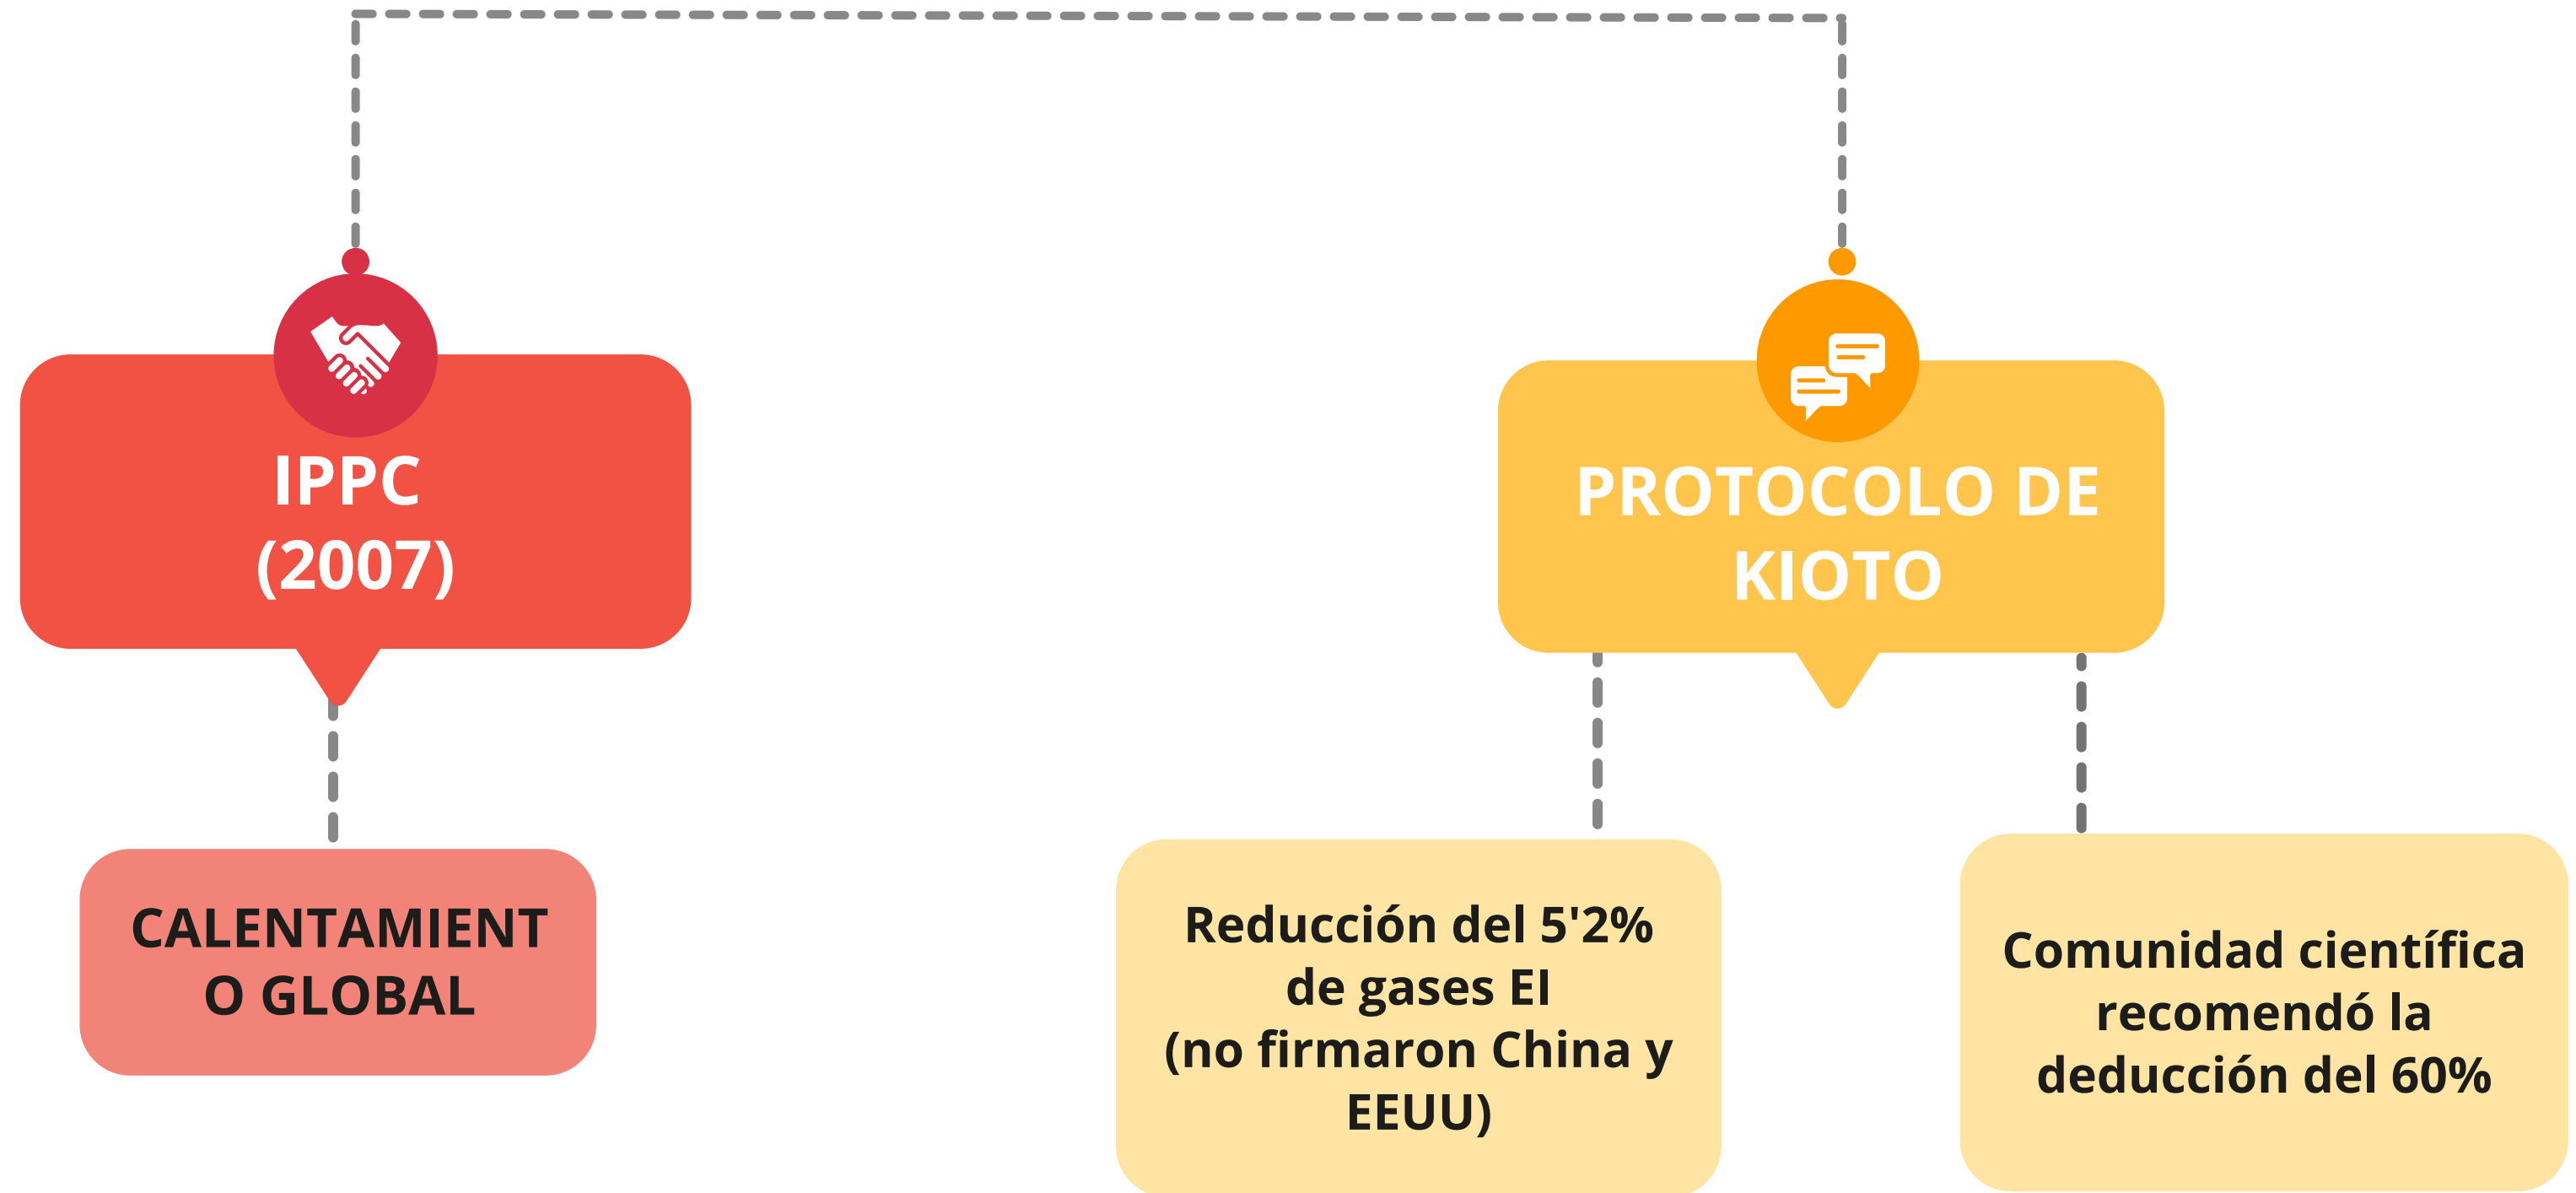 IPPC
(2007)
PROTOCOLO DE
KIOTO
CALENTAMIENT
O GLOBAL
Reducción del 5'2%
de gases EI
(no firmaron China y
EEUU)
Comunidad científica
recomendó la
deducción del 60%